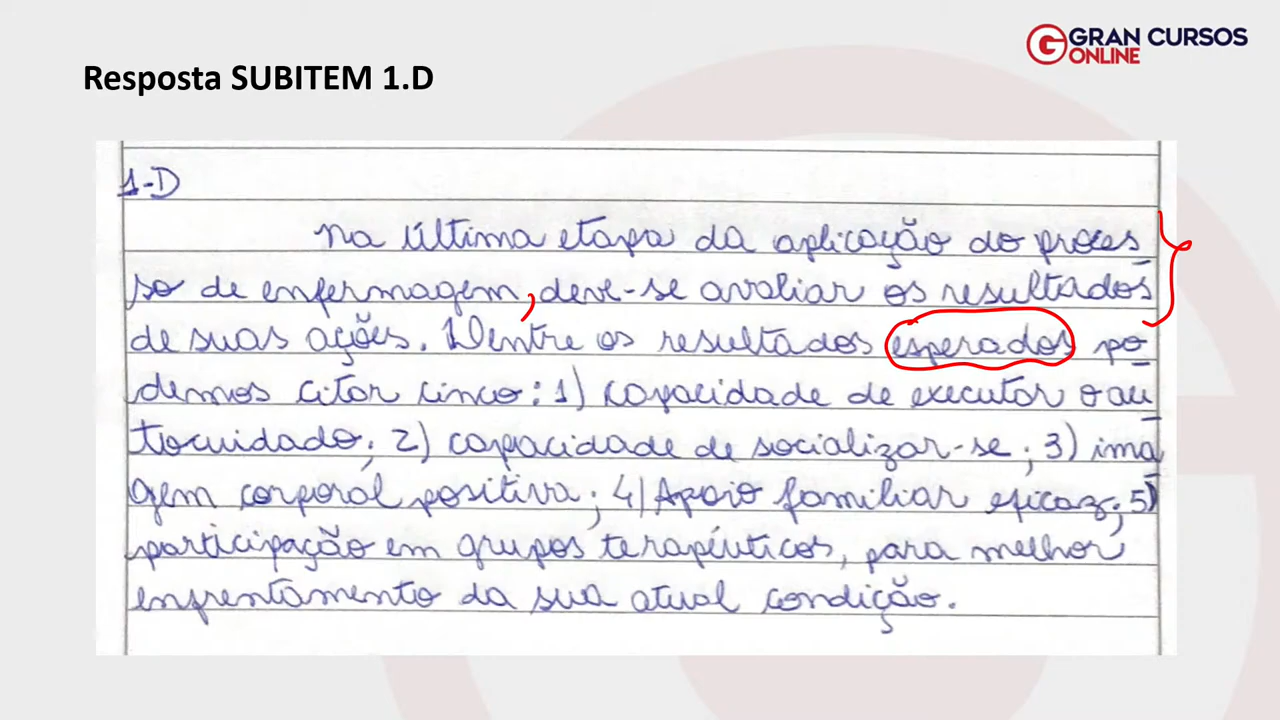 GRAN CURSOS
ONLINE
Resposta SUBITEM 1.D
1-D
Na última etapa da aplicação do proces
so de enfermagem, deve-se avaliar os resultados
de suas ações. Dentre os resultados esperados po
demos citar cinco: 1) capacidade de executar o au
tocuidado; 2) capacidade de socializar-se; 3) ima
gem corporal positiva; 4) Apoio familiar eficaz; 5)
participação em grupos terapêuticos, para melhor
enfrentamento da sua atual condição.